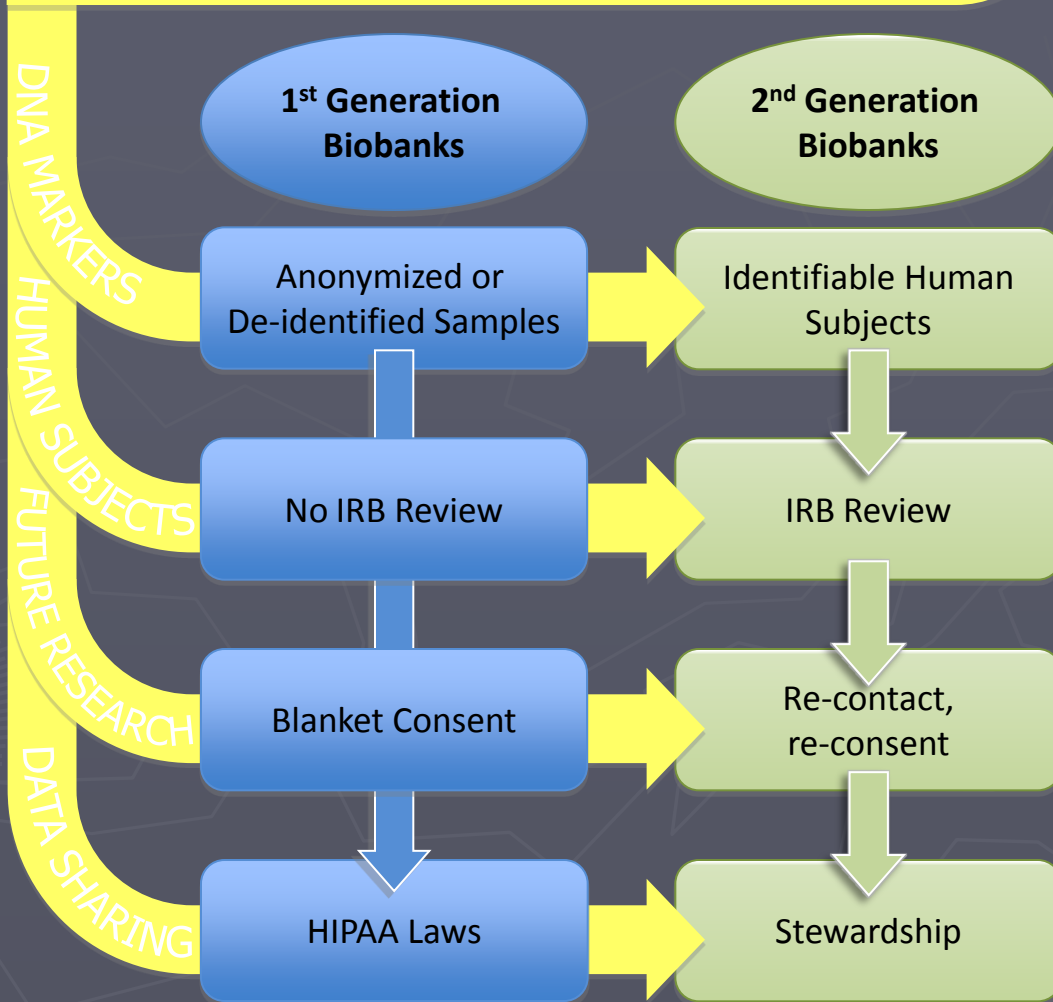 1st Generation
Biobanks
2nd Generation
Biobanks
DNA MARKERS
Anonymized or
De-identified Samples
Identifiable Human
Subjects
HUMAN SUBJECTS
No IRB Review
IRB Review
FUTURE RESEARCH
Blanket Consent
Re-contact,
re-consent
DATA SHARING
HIPAA Laws
Stewardship